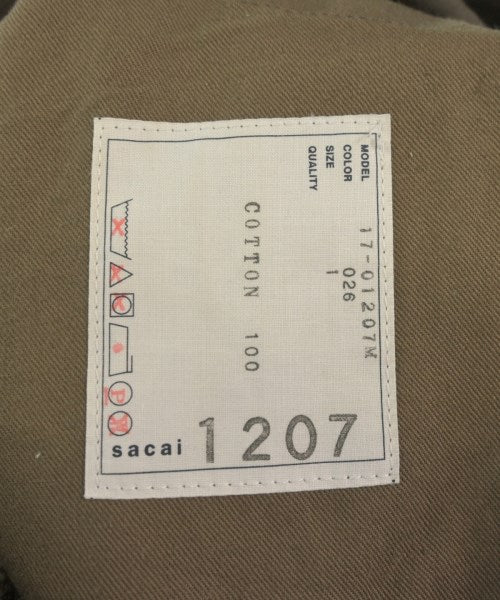 MODEL 17-01207M
COLOR 026
SIZE 1
QUALITY
COTTON 100
P
W
sacai 1207